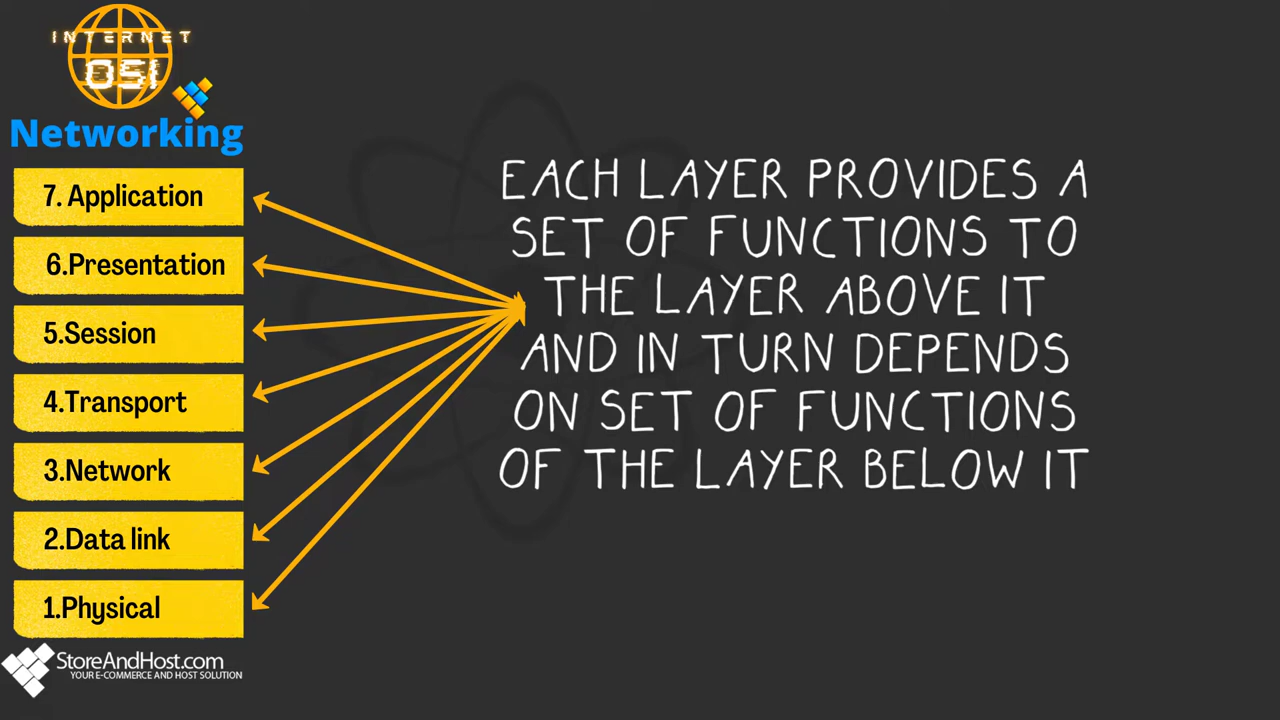 INTERNET
OSI
Networking
7. Application
6.Presentation
5.Session
4.Transport
3.Network
2.Data link
1.Physical
StoreAndHost.com
YOUR E-COMMERCE AND HOST SOLUTION
EACH LAYER PROVIDES A
SET OF FUNCTIONS TO
THE LAYER ABOVE IT
AND IN TURN DEPENDS
ON SET OF FUNCTIONS
OF THE LAYER BELOW IT